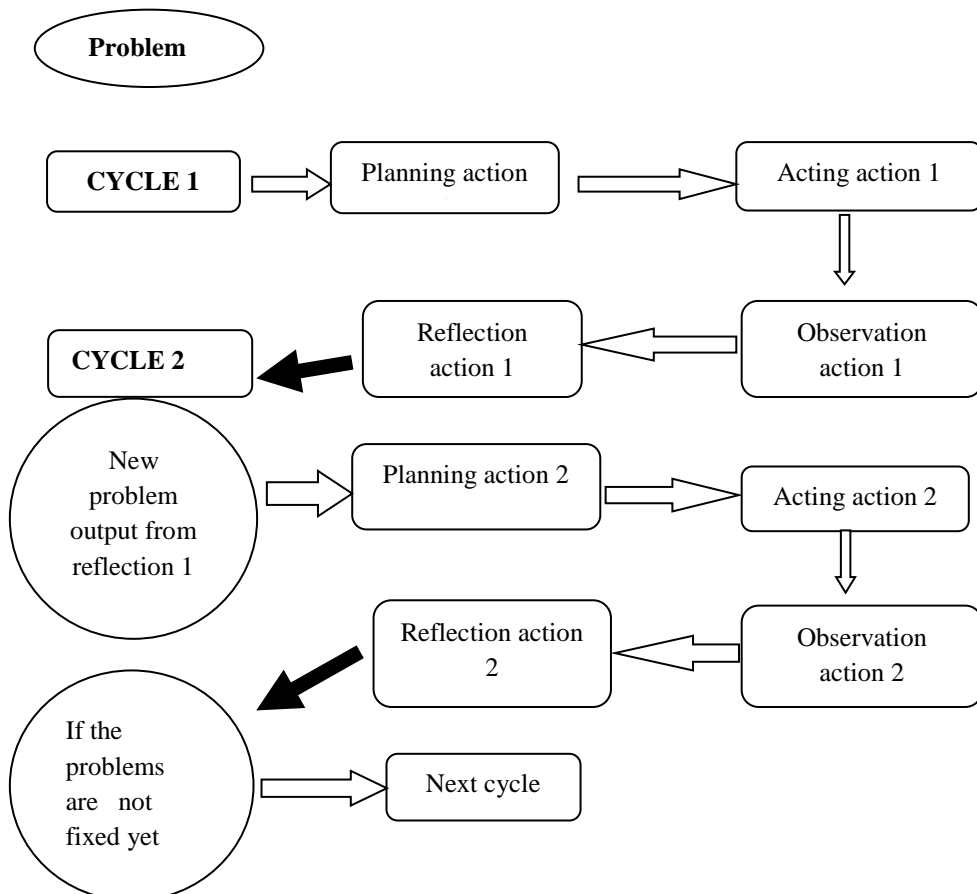 Problem
CYCLE 1
Planning action
Acting action 1
Observation
action 1
Reflection
action 1
CYCLE 2
New
problem
output from
reflection 1
Planning action 2
Acting action 2
Observation
action 2
Reflection action
2
If the
problems
are not
fixed yet
Next cycle